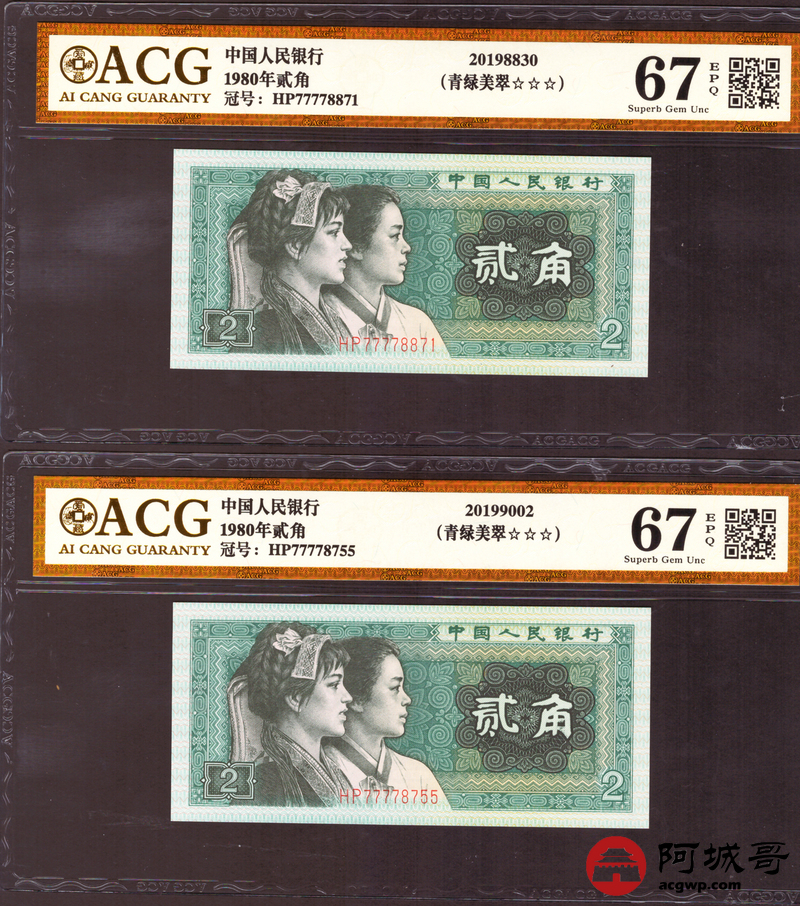 ACG
AI CANG GUARANTY
中国人民银行
1980年贰角
冠号：HP77778871
20198830
（青绿美翠☆☆☆）
67
EPQ
Superb Gem Unc
中国人民银行
贰角
2
HP77778871
2
ACG
AI CANG GUARANTY
中国人民银行
1980年贰角
冠号：HP77778755
20199002
（青绿美翠☆☆☆）
67
EPQ
Superb Gem Unc
中国人民银行
贰角
2
HP77778755
2
阿城哥
acgwp.com